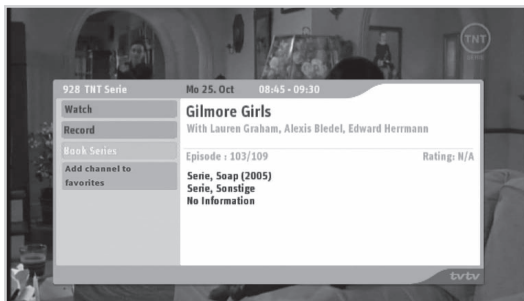 TNT
SERIE
928 TNT Serie
Mo 25. Oct 08:45 - 09:30
Watch
Record
Book Series
Add channel to
favorites
Gilmore Girls
With Lauren Graham, Alexis Bledel, Edward Herrmann
Episode : 103/109 Rating: N/A
Serie, Soap (2005)
Serie, Sonstige
No Information
tvtv